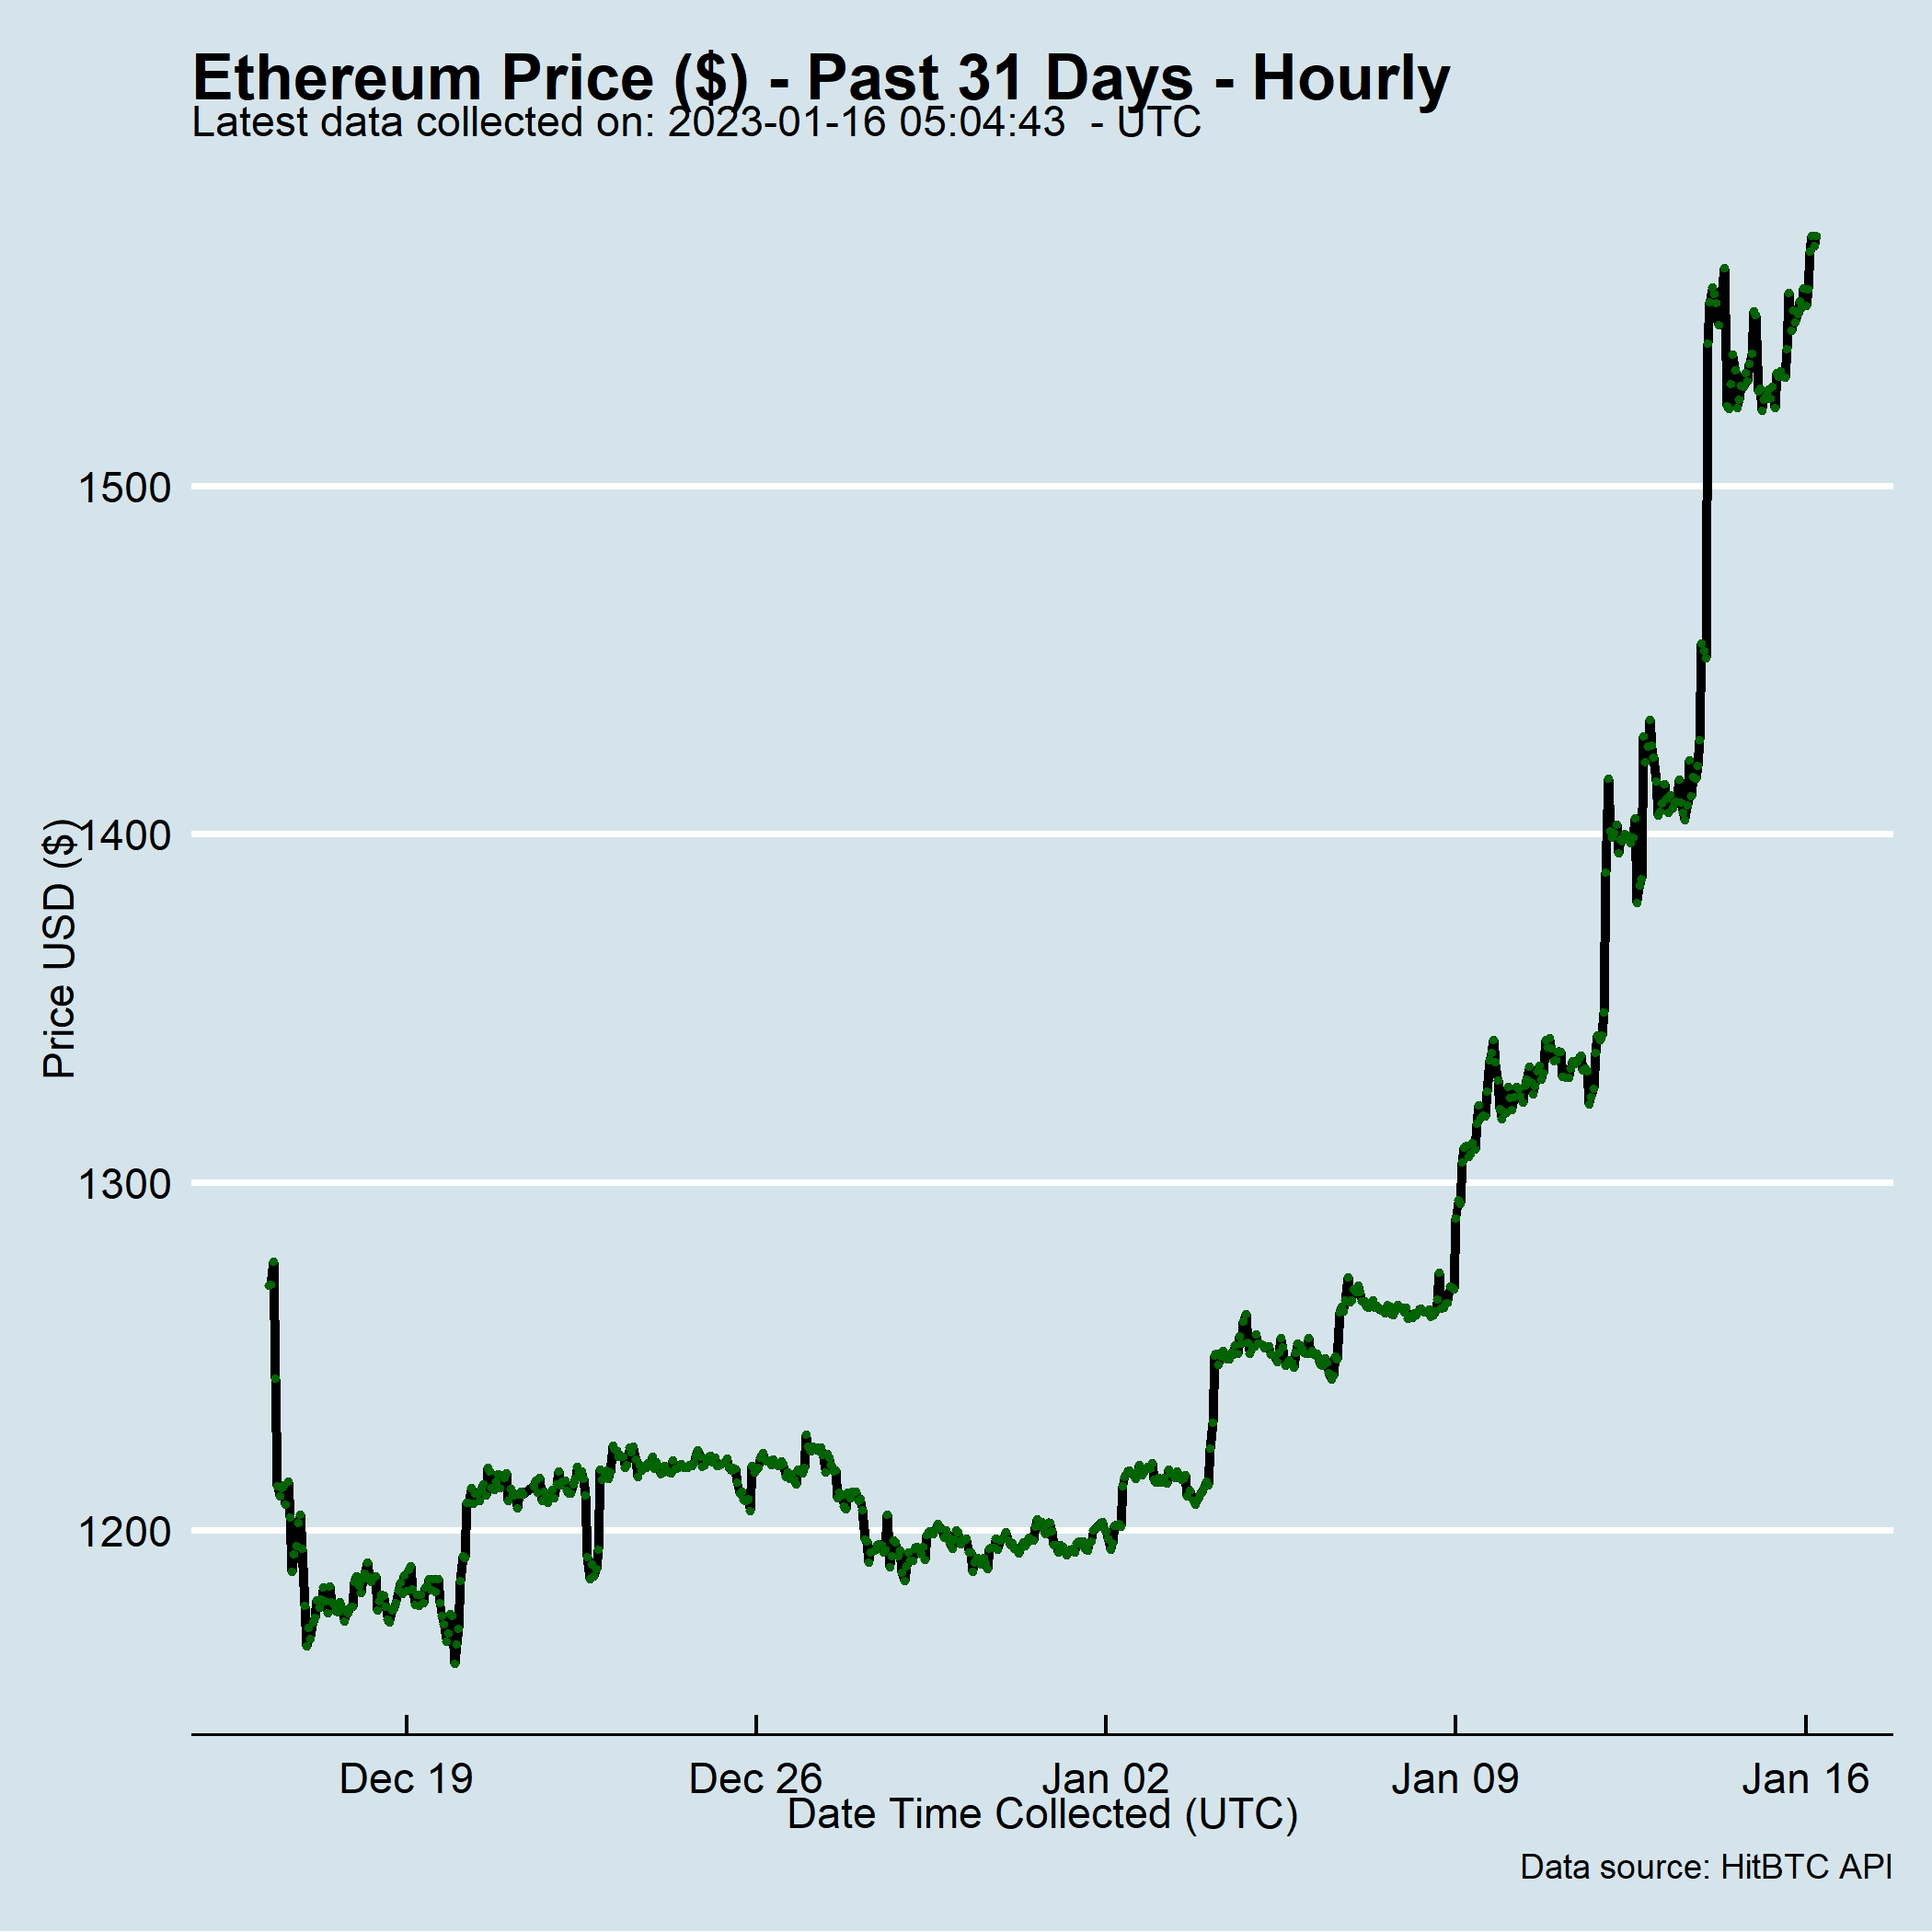 Ethereum Price ($) - Past 31 Days - Hourly
Latest data collected on: 2023-01-16 05:04:43  - UTC
1500
1400
1300
1200
Price USD ($)
Dec 19
Dec 26
Jan 02
Jan 09
Jan 16
Date Time Collected (UTC)
Data source: HitBTC API